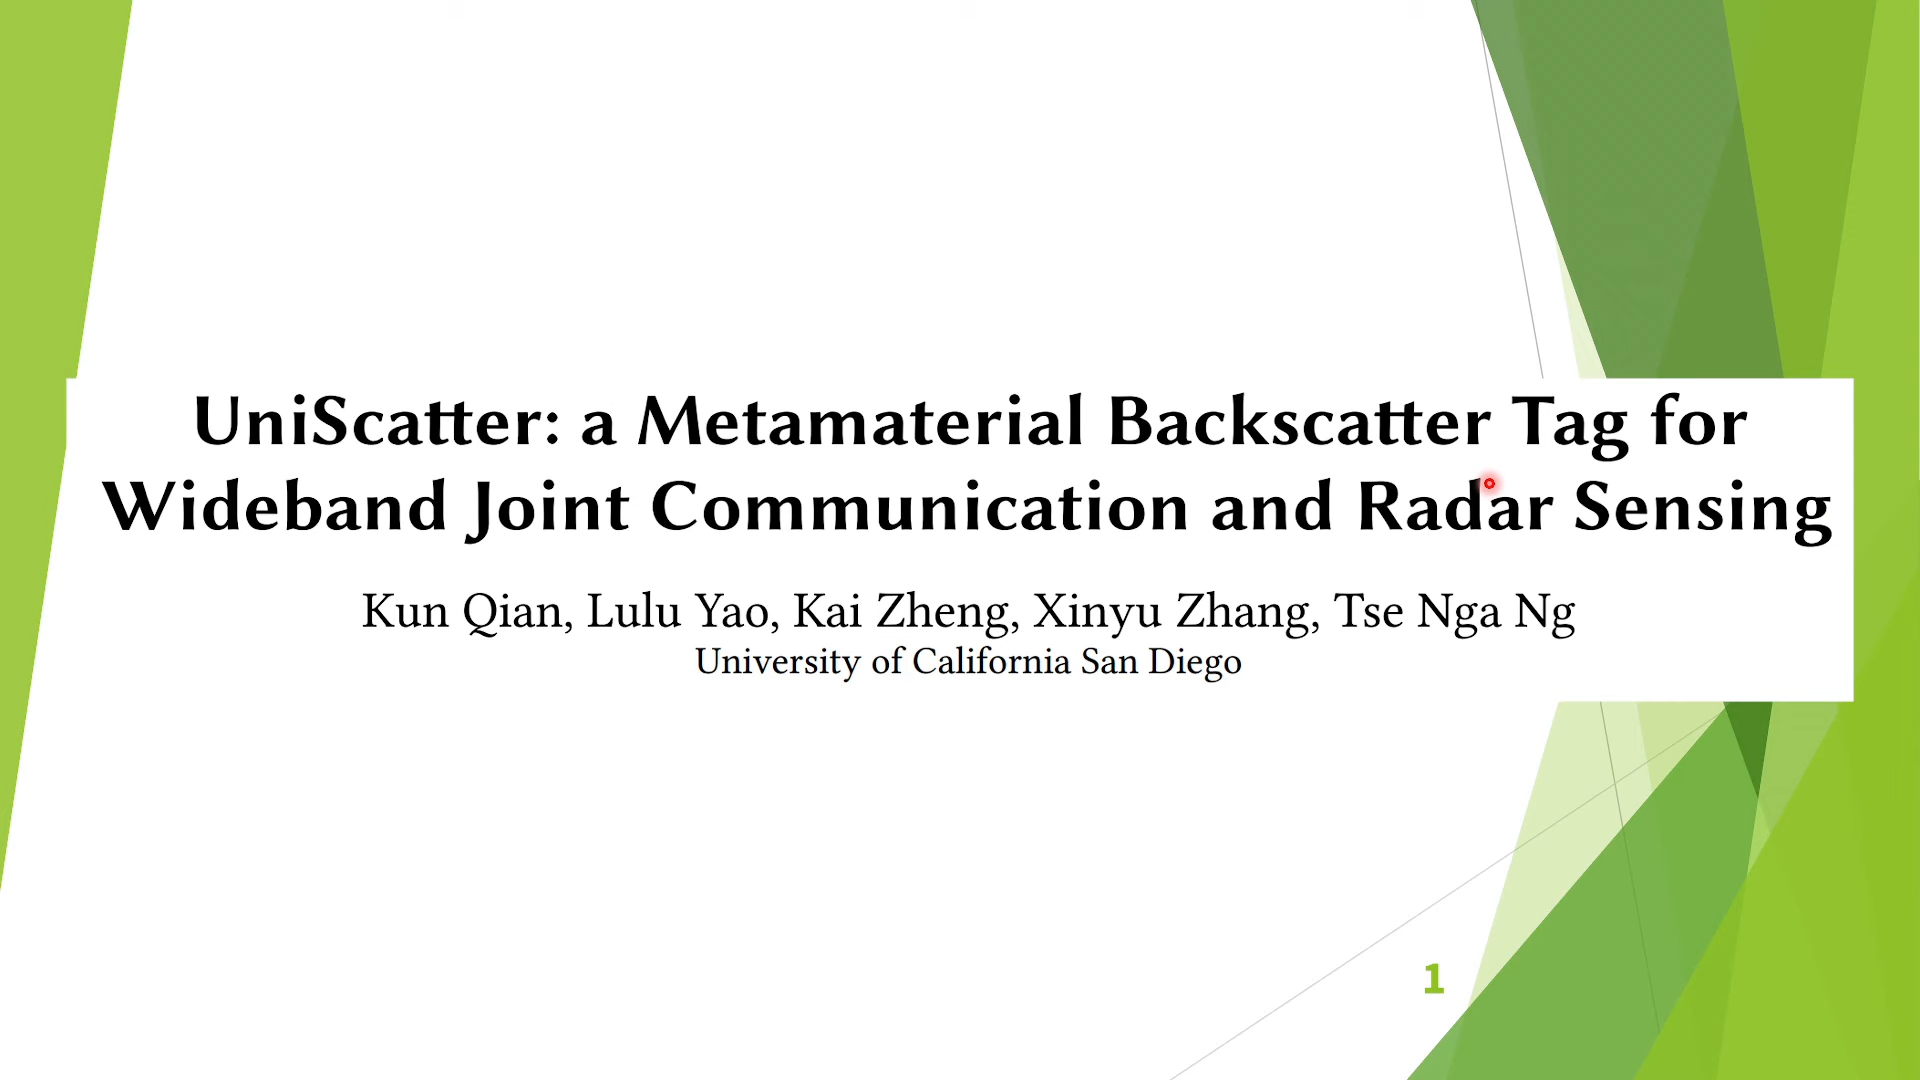 UniScatter: a Metamaterial Backscatter Tag for
Wideband Joint Communication and Radar Sensing
Kun Qian, Lulu Yao, Kai Zheng, Xinyu Zhang, Tse Nga Ng
University of California San Diego
1